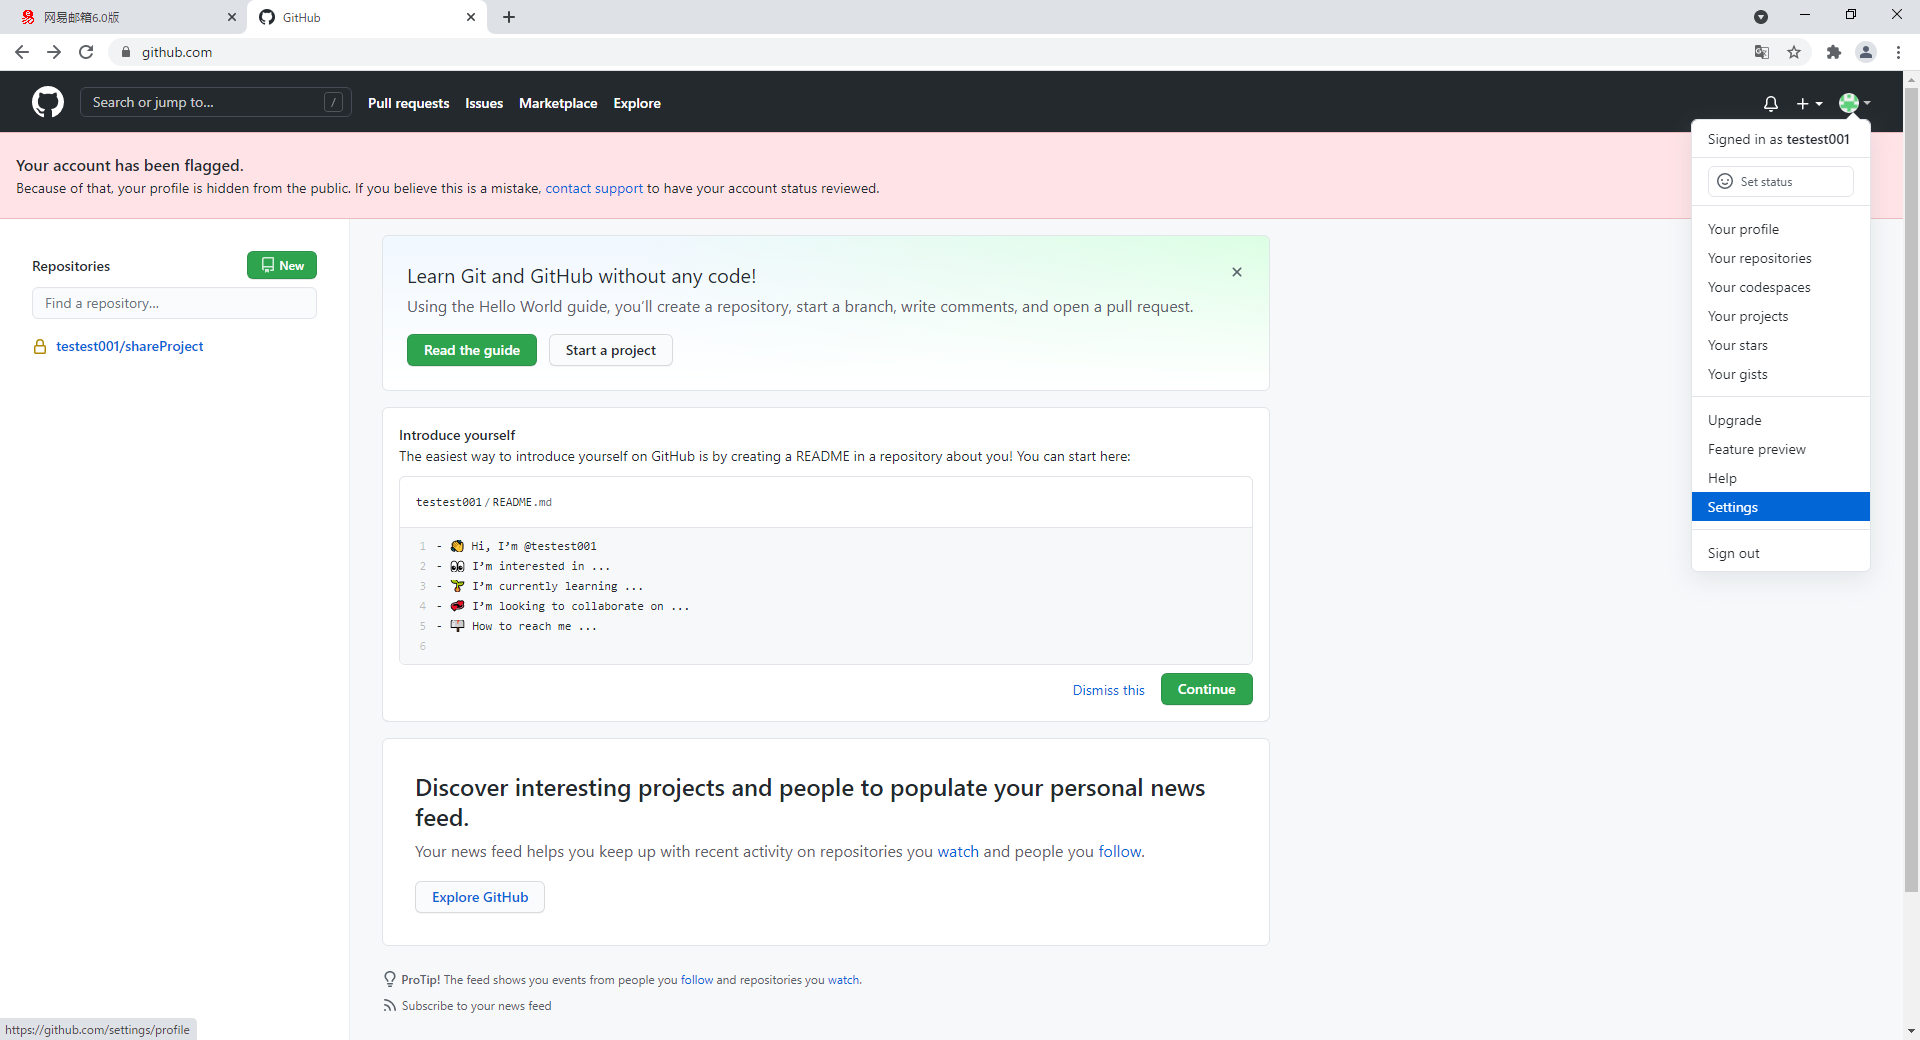 网易邮箱6.0版
GitHub
github.com
Search or jump to...
/
Pull requests
Issues
Marketplace
Explore
Signed in as testest001
Set status
Your profile
Your repositories
Your codespaces
Your projects
Your stars
Your gists
Upgrade
Feature preview
Help
Settings
Sign out
Your account has been flagged.
Because of that, your profile is hidden from the public. If you believe this is a mistake, contact support to have your account status reviewed.
Repositories
New
Find a repository...
testest001/shareProject
Learn Git and GitHub without any code!
Using the Hello World guide, you’ll create a repository, start a branch, write comments, and open a pull request.
Read the guide
Start a project
Introduce yourself
The easiest way to introduce yourself on GitHub is by creating a README in a repository about you! You can start here:
testest001/README.md
1 - 👋 Hi, I’m @testest001
2 - 👀 I’m interested in ...
3 - 🌱 I’m currently learning ...
4 - 💞️ I’m looking to collaborate on ...
5 - 📫 How to reach me ...
6
Dismiss this
Continue
Discover interesting projects and people to populate your personal news
feed.
Your news feed helps you keep up with recent activity on repositories you watch and people you follow.
Explore GitHub
ProTip! The feed shows you events from people you follow and repositories you watch.
Subscribe to your news feed
https://github.com/settings/profile